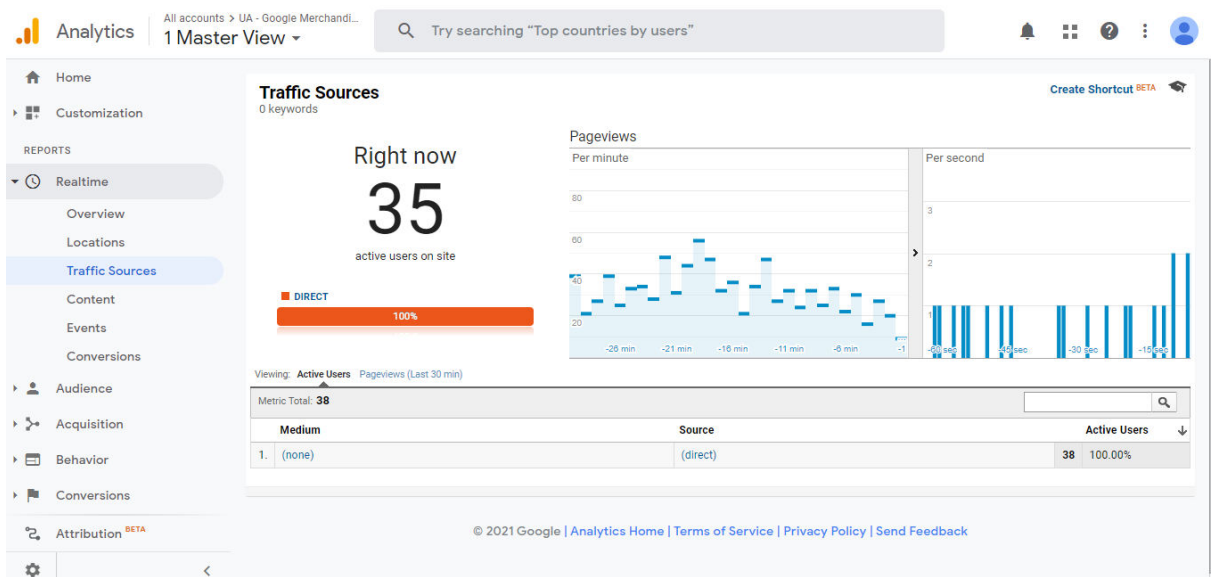 Analytics
All accounts > UA - Google Merchandi...
1 Master View
Try searching “Top countries by users”
Home
Customization
REPORTS
Realtime
Overview
Locations
Traffic Sources
Content
Events
Conversions
Audience
Acquisition
Behavior
Conversions
Attribution BETA
Traffic Sources
0 keywords
Create Shortcut BETA
Right now
35
active users on site
DIRECT
100%
Pageviews
Per minute
80
60
40
20
-26 min -21 min -16 min -11 min -6 min -1
Per second
3
2
1
-60 sec -45 sec -30 sec -15 sec
Viewing: Active Users Pageviews (Last 30 min)
Metric Total: 38
Medium Source Active Users
1. (none) (direct) 38 100.00%
© 2021 Google | Analytics Home | Terms of Service | Privacy Policy | Send Feedback